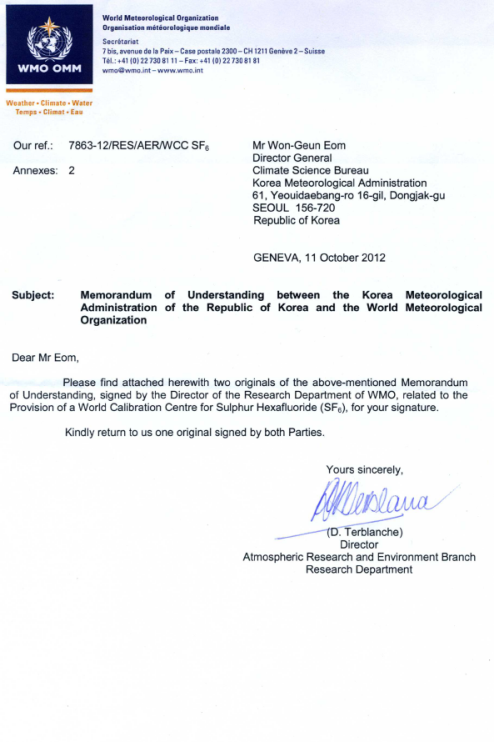 World Meteorological Organization
Organisation météorologique mondiale
Secrétariat
7 bis, avenue de la Paix – Case postale 2300 – CH 1211 Genève 2 – Suisse
Tél.: +41 (0) 22 730 81 11 – Fax: +41 (0) 22 730 81 81
wmo@wmo.int – www.wmo.int
WMO OMM
Weather • Climate • Water
Temps • Climat • Eau
Our ref.: 7863-12/RES/AER/WCC SF₆
Annexes: 2
Mr Won-Geun Eom
Director General
Climate Science Bureau
Korea Meteorological Administration
61, Yeouidaebang-ro 16-gil, Dongjak-gu
SEOUL 156-720
Republic of Korea
GENEVA, 11 October 2012
Subject: Memorandum of Understanding between the Korea Meteorological
Administration of the Republic of Korea and the World Meteorological
Organization
Dear Mr Eom,
Please find attached herewith two originals of the above-mentioned Memorandum
of Understanding, signed by the Director of the Research Department of WMO, related to the
Provision of a World Calibration Centre for Sulphur Hexafluoride (SF₆), for your signature.
Kindly return to us one original signed by both Parties.
Yours sincerely,
(D. Terblanche)
Director
Atmospheric Research and Environment Branch
Research Department